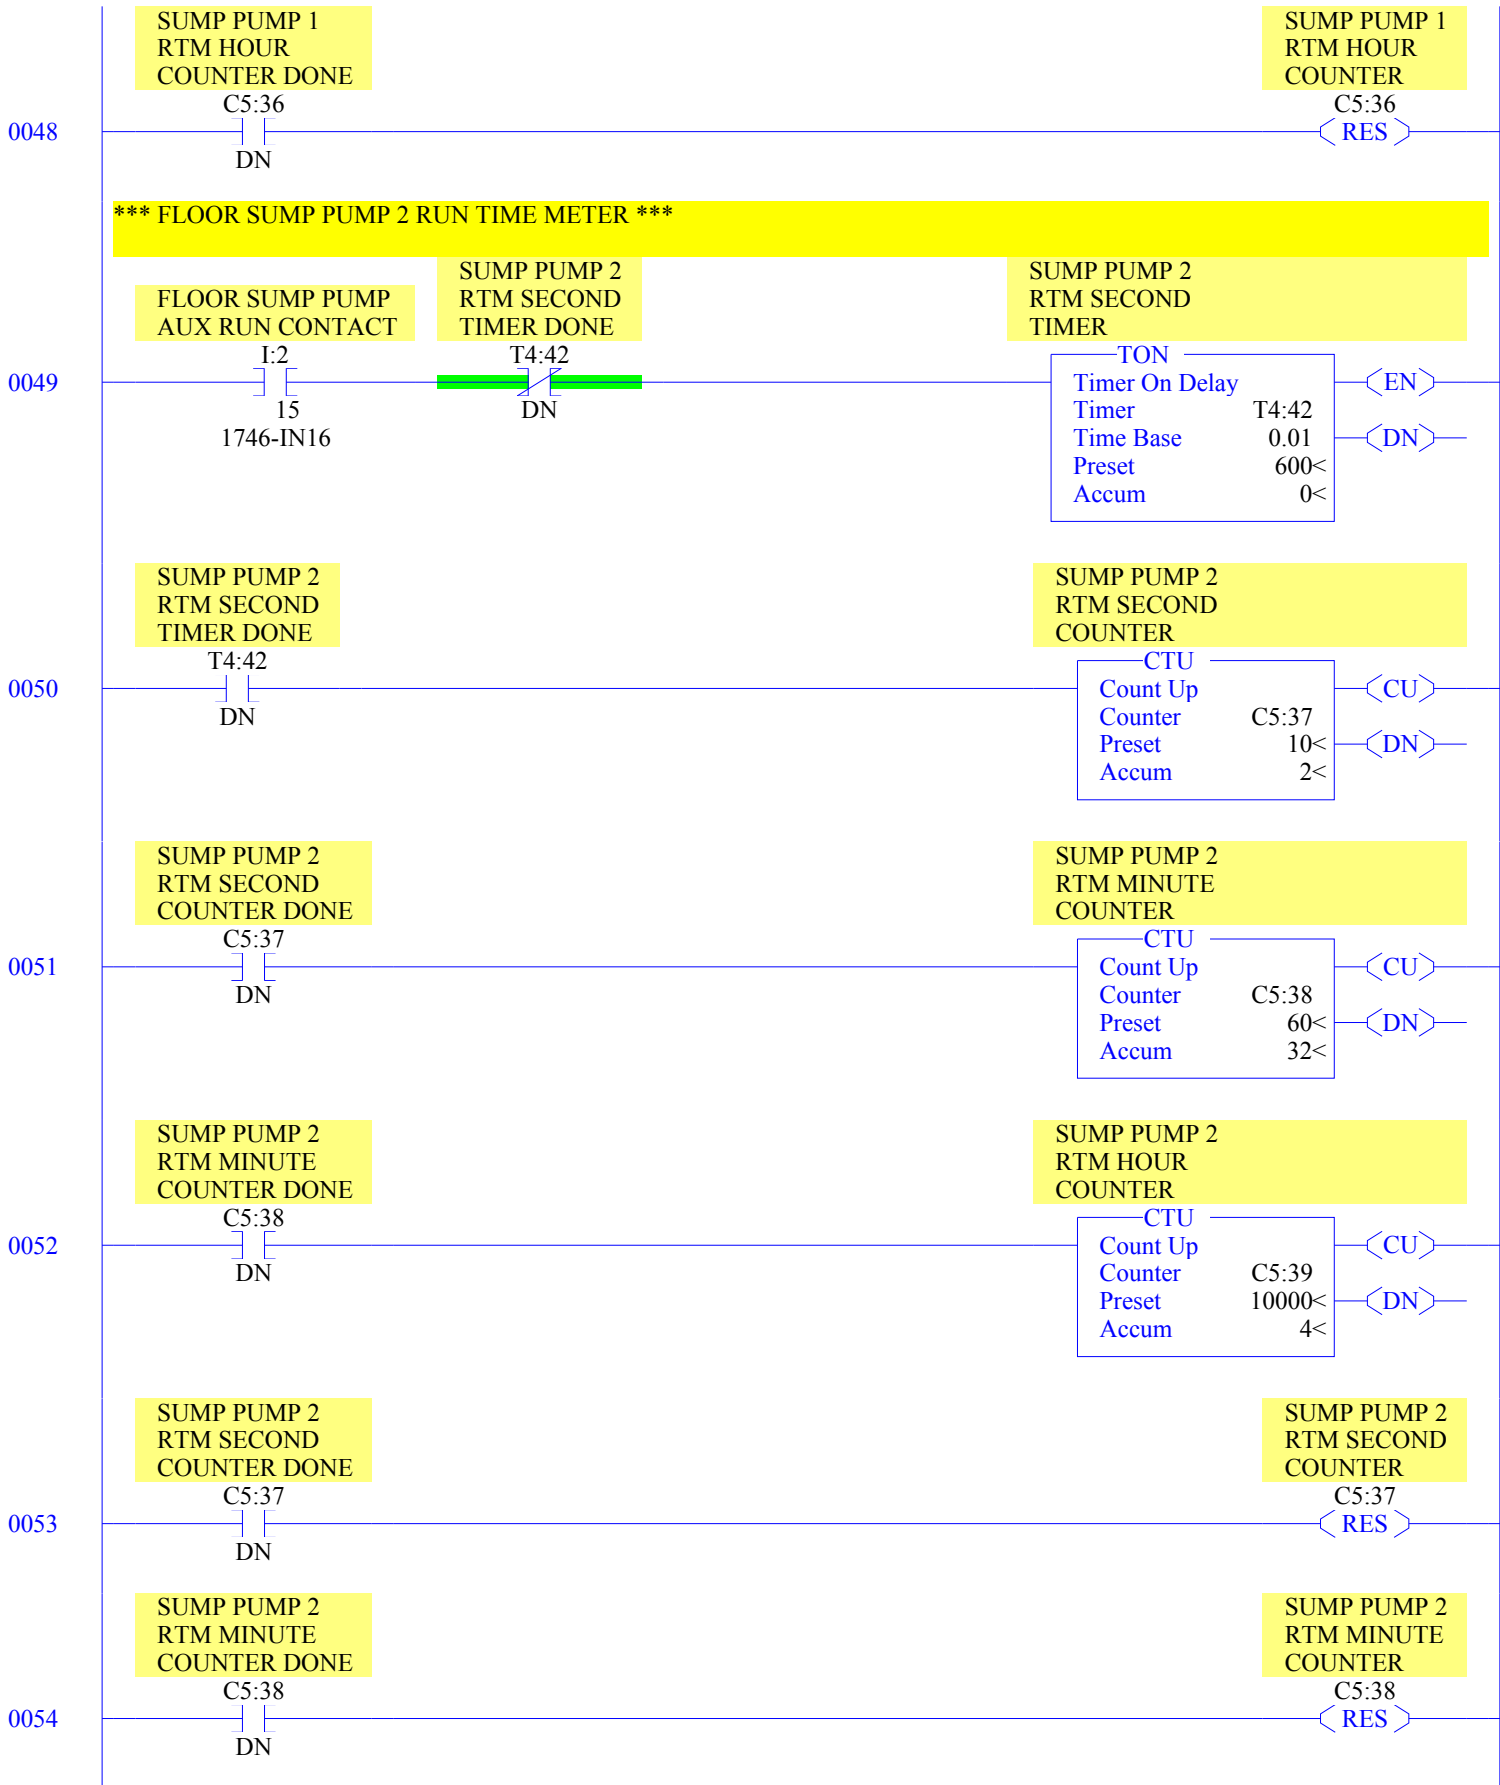 SUMP PUMP 1
RTM HOUR
COUNTER DONE
C5:36
DN
SUMP PUMP 1
RTM HOUR
COUNTER
C5:36
RES
0048
*** FLOOR SUMP PUMP 2 RUN TIME METER ***
FLOOR SUMP PUMP
AUX RUN CONTACT
I:2
15
1746-IN16
SUMP PUMP 2
RTM SECOND
TIMER DONE
T4:42
DN
SUMP PUMP 2
RTM SECOND
TIMER
TON
Timer On Delay
Timer T4:42
Time Base 0.01
Preset 600<
Accum 0<
EN
DN
0049
SUMP PUMP 2
RTM SECOND
TIMER DONE
T4:42
DN
SUMP PUMP 2
RTM SECOND
COUNTER
CTU
Count Up
Counter C5:37
Preset 10<
Accum 2<
CU
DN
0050
SUMP PUMP 2
RTM SECOND
COUNTER DONE
C5:37
DN
SUMP PUMP 2
RTM MINUTE
COUNTER
CTU
Count Up
Counter C5:38
Preset 60<
Accum 32<
CU
DN
0051
SUMP PUMP 2
RTM MINUTE
COUNTER DONE
C5:38
DN
SUMP PUMP 2
RTM HOUR
COUNTER
CTU
Count Up
Counter C5:39
Preset 10000<
Accum 4<
CU
DN
0052
SUMP PUMP 2
RTM SECOND
COUNTER DONE
C5:37
DN
SUMP PUMP 2
RTM SECOND
COUNTER
C5:37
RES
0053
SUMP PUMP 2
RTM MINUTE
COUNTER DONE
C5:38
DN
SUMP PUMP 2
RTM MINUTE
COUNTER
C5:38
RES
0054